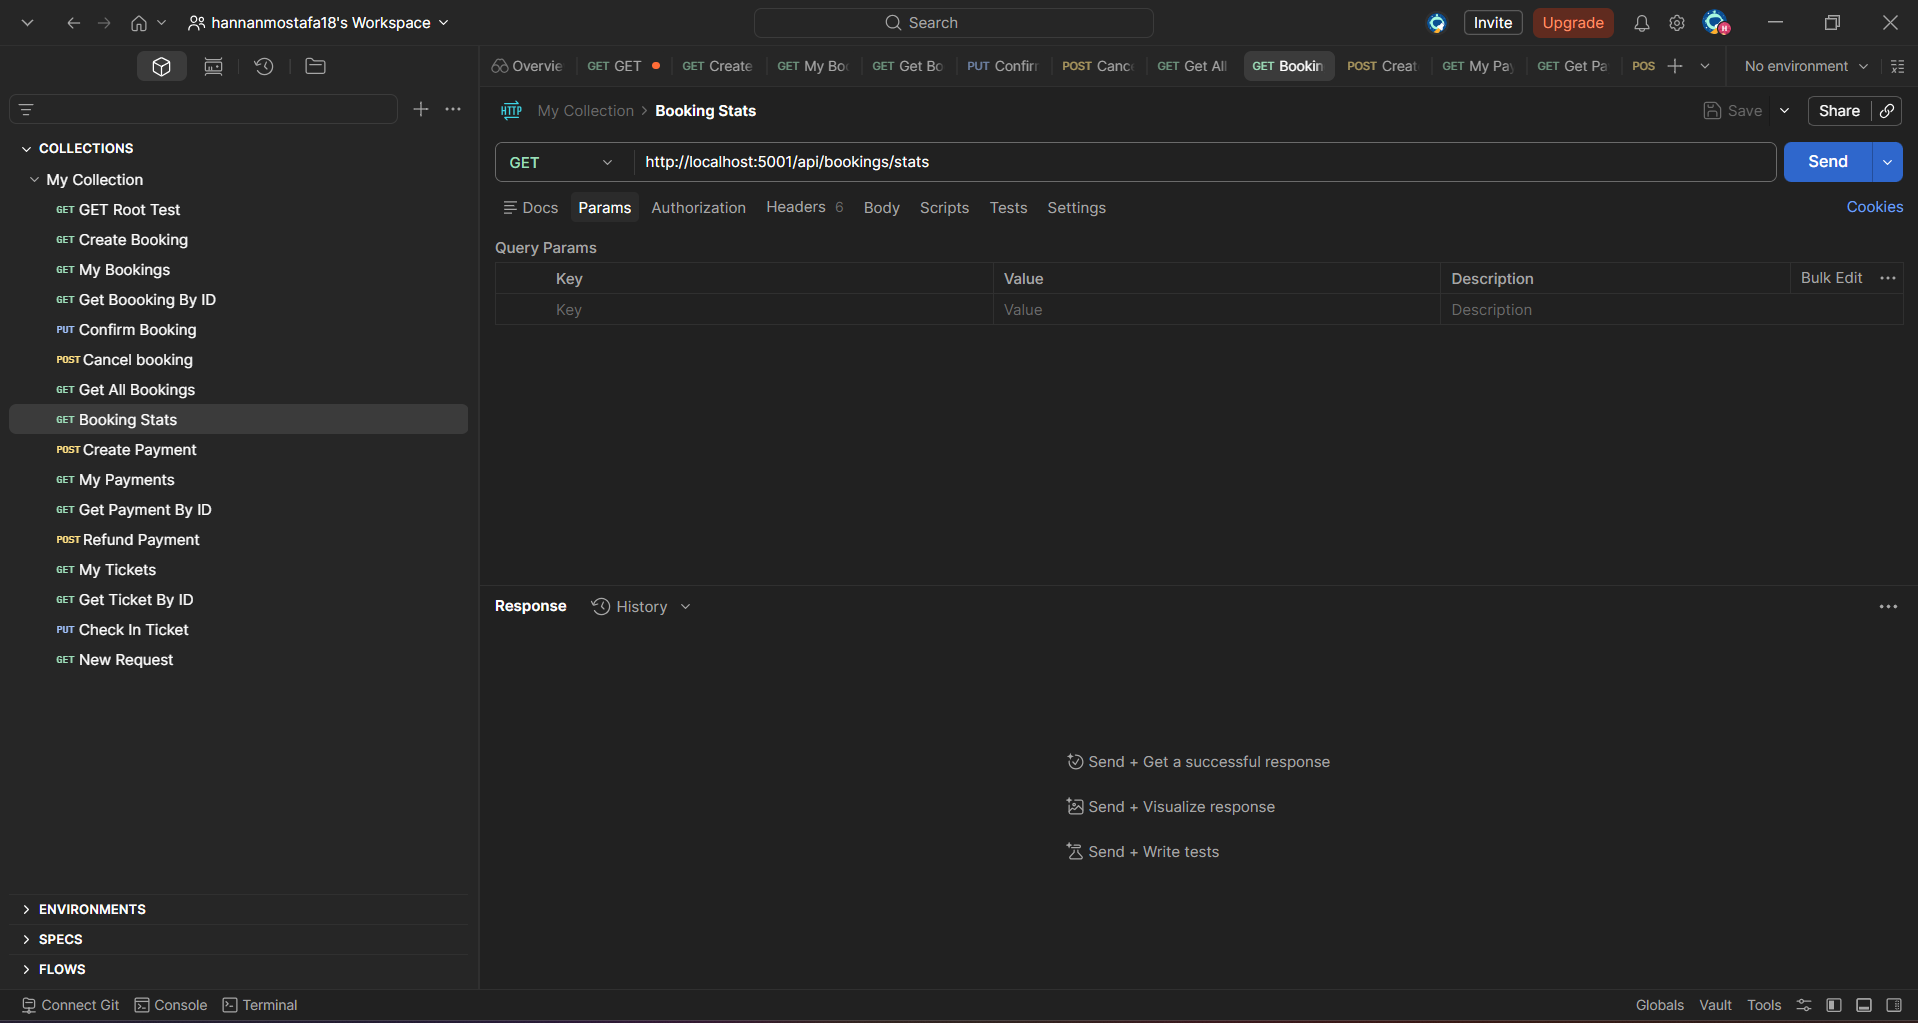 hannanmostafa18's Workspace
Search
Invite
Upgrade
H
Overvie
GET GET
GET Create
GET My Bo
GET Get Bo
PUT Confir
POST Canc
GET Get All
GET Bookin
POST Creat
GET My Pay
GET Get Pa
POS
No environment
COLLECTIONS
My Collection
GET GET Root Test
GET Create Booking
GET My Bookings
GET Get Boooking By ID
PUT Confirm Booking
POST Cancel booking
GET Get All Bookings
GET Booking Stats
POST Create Payment
GET My Payments
GET Get Payment By ID
POST Refund Payment
GET My Tickets
GET Get Ticket By ID
PUT Check In Ticket
GET New Request
ENVIRONMENTS
SPECS
FLOWS
HTTP My Collection > Booking Stats
Save
Share
GET http://localhost:5001/api/bookings/stats
Send
Docs Params Authorization Headers 6 Body Scripts Tests Settings
Cookies
Query Params
Key Value Description Bulk Edit
Key Value Description
Response History
Send + Get a successful response
Send + Visualize response
Send + Write tests
Connect Git Console Terminal
Globals Vault Tools